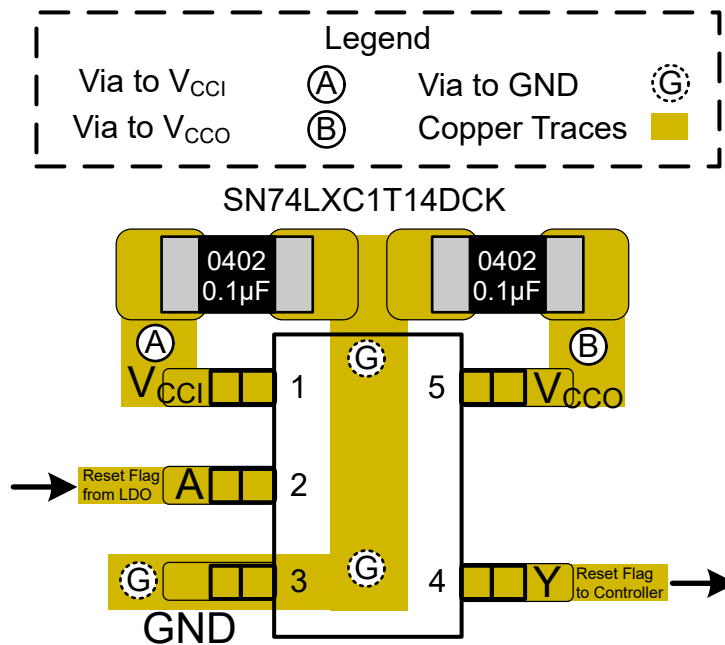 Legend
Via to VCCI A Via to GND G
Via to VCCO B Copper Traces
SN74LXC1T14DCK
0402
0.1µF
0402
0.1µF
A
B
G
VCCI
1
5
VCCO
Reset Flag
from LDO
A
2
G
3
G
4
Y
Reset Flag
to Controller
GND